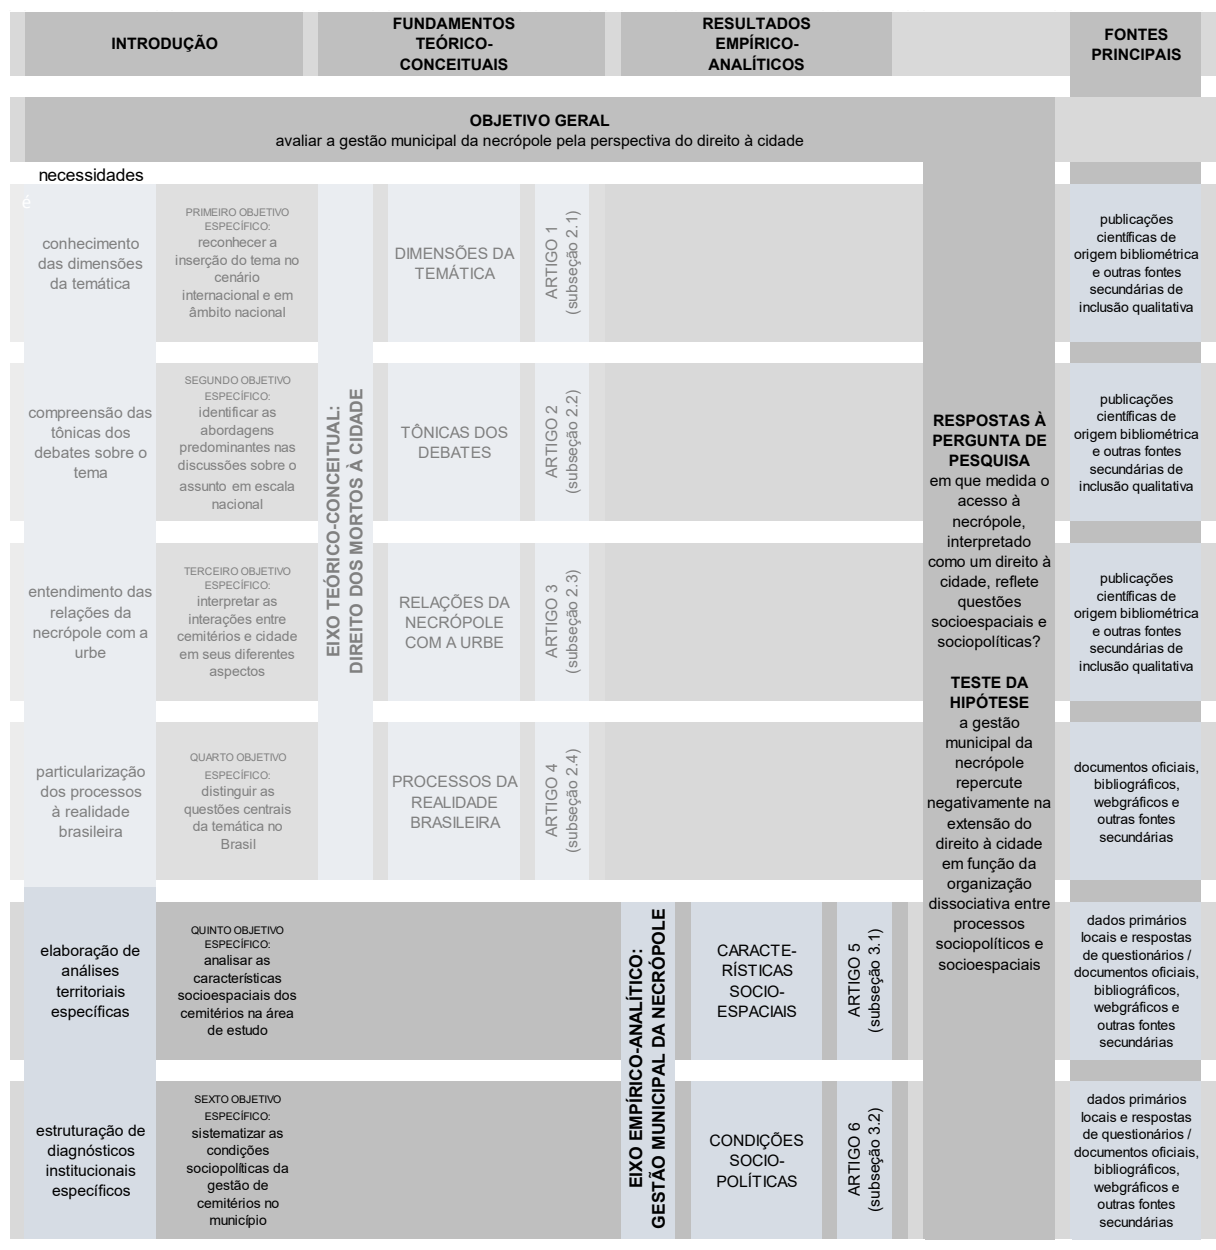 INTRODUÇÃO
FUNDAMENTOS
TEÓRICO-
CONCEITUAIS
RESULTADOS
EMPÍRICO-
ANALÍTICOS
FONTES
PRINCIPAIS
OBJETIVO GERAL
avaliar a gestão municipal da necrópole pela perspectiva do direito à cidade
necessidades
é
conhecimento
das dimensões
da temática
PRIMEIRO OBJETIVO
ESPECÍFICO:
reconhecer a
inserção do tema no
cenário
internacional e em
âmbito nacional
EIXO TEÓRICO-CONCEITUAL:
DIREITO DOS MORTOS À CIDADE
DIMENSÕES DA
TEMÁTICA
ARTIGO 1
(subseção 2.1)
publicações
científicas de
origem bibliométrica
e outras fontes
secundárias de
inclusão qualitativa
compreensão das
tônicas dos
debates sobre o
tema
SEGUNDO OBJETIVO
ESPECÍFICO:
identificar as
abordagens
predominantes nas
discussões sobre o
assunto em escala
nacional
TÔNICAS DOS
DEBATES
ARTIGO 2
(subseção 2.2)
publicações
científicas de
origem bibliométrica
e outras fontes
secundárias de
inclusão qualitativa
entendimento das
relações da
necrópole com a
urbe
TERCEIRO OBJETIVO
ESPECÍFICO:
interpretar as
interações entre
cemitérios e cidade
em seus diferentes
aspectos
RELAÇÕES DA
NECRÓPOLE
COM A URBE
ARTIGO 3
(subseção 2.3)
publicações
científicas de
origem bibliométrica
e outras fontes
secundárias de
inclusão qualitativa
particularização
dos processos
à realidade
brasileira
QUARTO OBJETIVO
ESPECÍFICO:
distinguir as
questões centrais
da temática no
Brasil
PROCESSOS DA
REALIDADE
BRASILEIRA
ARTIGO 4
(subseção 2.4)
documentos oficiais,
bibliográficos,
webgráficos e
outras fontes
secundárias
RESPOSTAS À
PERGUNTA DE
PESQUISA
em que medida o
acesso à
necrópole,
interpretado
como um direito à
cidade, reflete
questões
socioespaciais e
sociopolíticas?
TESTE DA
HIPÓTESE
a gestão
municipal da
necrópole
repercute
negativamente na
extensão do
direito à cidade
em função da
organização
dissociativa entre
processos
sociopolíticos e
socioespaciais
elaboração de
análises
territoriais
específicas
QUINTO OBJETIVO
ESPECÍFICO:
analisar as
características
socioespaciais dos
cemitérios na área
de estudo
EIXO EMPÍRICO-ANALÍTICO:
GESTÃO MUNICIPAL DA NECRÓPOLE
CARACTE-
RÍSTICAS
SOCIO-
ESPACIAIS
ARTIGO 5
(subseção 3.1)
dados primários
locais e respostas
de questionários /
documentos oficiais,
bibliográficos,
webgráficos e
outras fontes
secundárias
estruturação de
diagnósticos
institucionais
específicos
SEXTO OBJETIVO
ESPECÍFICO:
sistematizar as
condições
sociopolíticas da
gestão de
cemitérios no
município
CONDIÇÕES
SOCIO-
POLÍTICAS
ARTIGO 6
(subseção 3.2)
dados primários
locais e respostas
de questionários /
documentos oficiais,
bibliográficos,
webgráficos e
outras fontes
secundárias